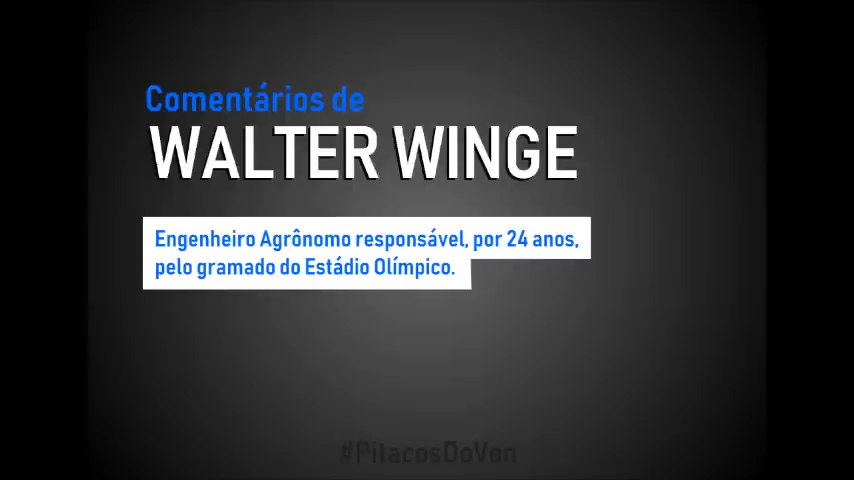 Comentários de
WALTER WINGE
Engenheiro Agrônomo responsável, por 24 anos,
pelo gramado do Estádio Olímpico.
#PitacosDoVon